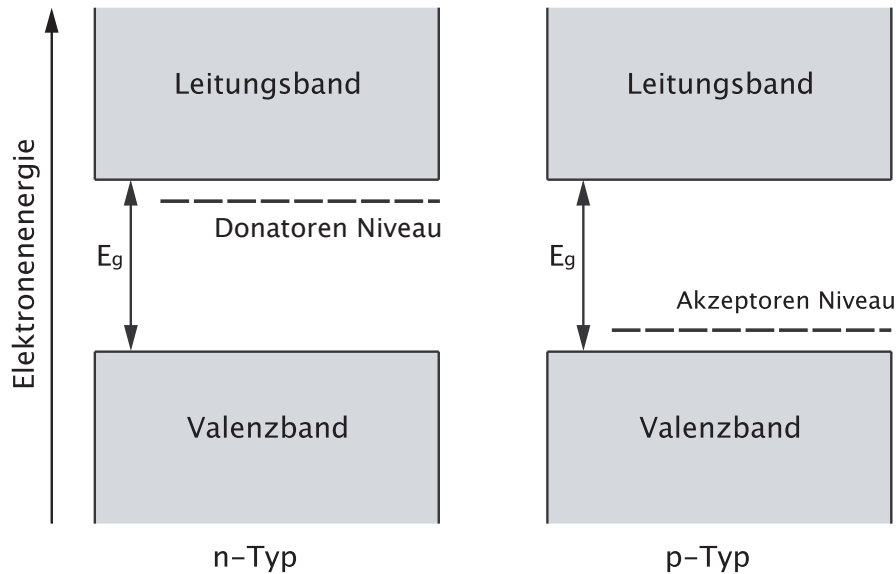 Elektronenenergie
Leitungsband
Donatoren Niveau
Eg
Valenzband
n-Typ
Leitungsband
Eg
Akzeptoren Niveau
Valenzband
p-Typ